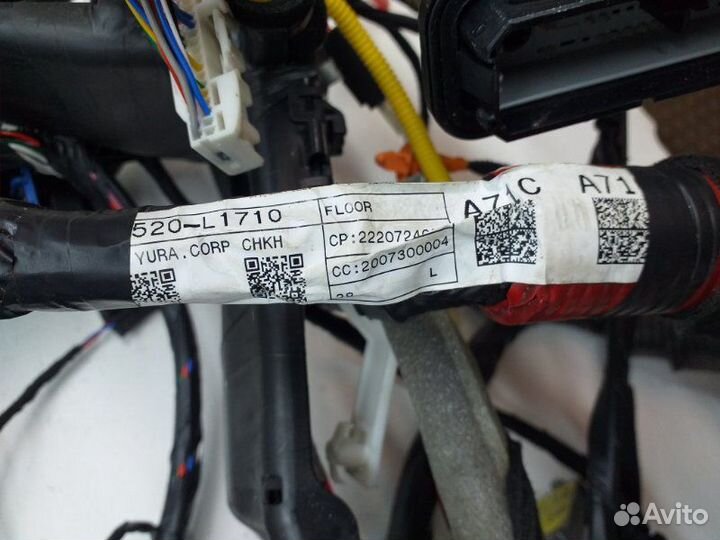 520-L1710
YURA.CORP CHKH
FLOOR
CC:2007300004
L
A71C
A71
Avito